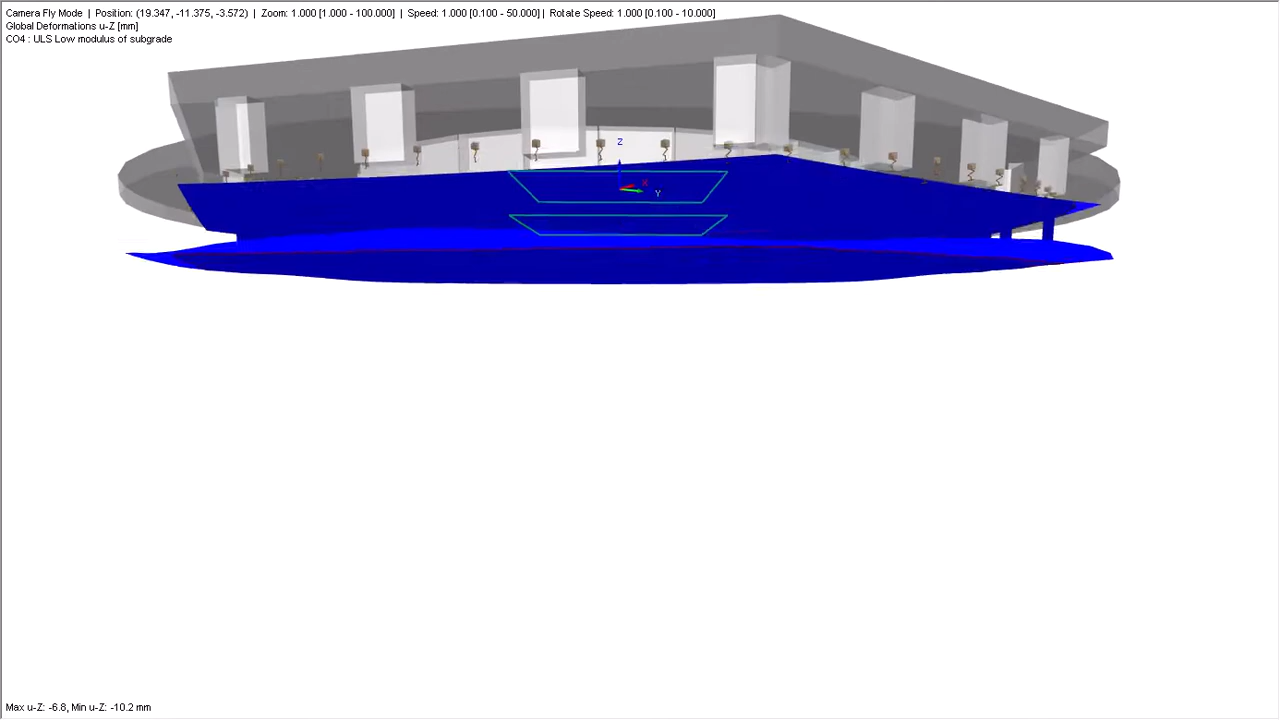 Camera Fly Mode | Position: (19.347, -11.375, -3.572) | Zoom: 1.000 [1.000 - 100.000] | Speed: 1.000 [0.100 - 50.000] | Rotate Speed: 1.000 [0.100 - 10.000]
Global Deformations u-Z [mm]
CO4 : ULS Low modulus of subgrade
Z
X
Y
Max u-Z: -6.8, Min u-Z: -10.2 mm